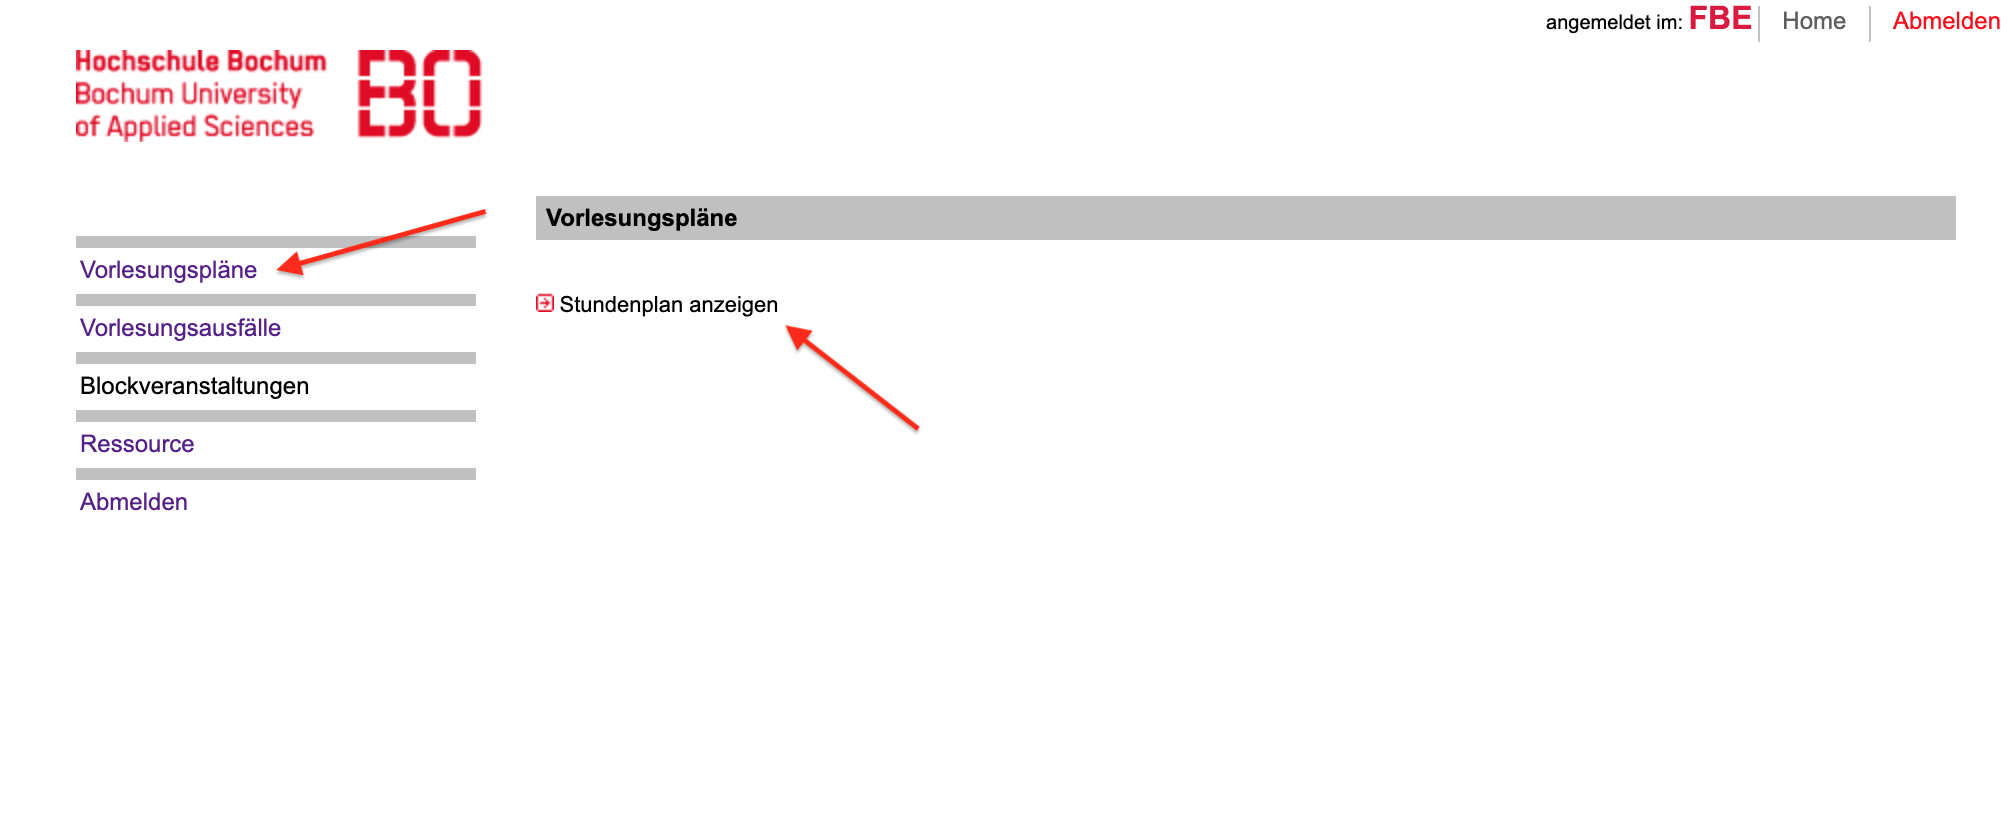 angemeldet im: FBE Home Abmelden
Hochschule Bochum
Bochum University
of Applied Sciences
BO
Vorlesungspläne
Vorlesungsausfälle
Blockveranstaltungen
Ressource
Abmelden
Vorlesungspläne
Stundenplan anzeigen